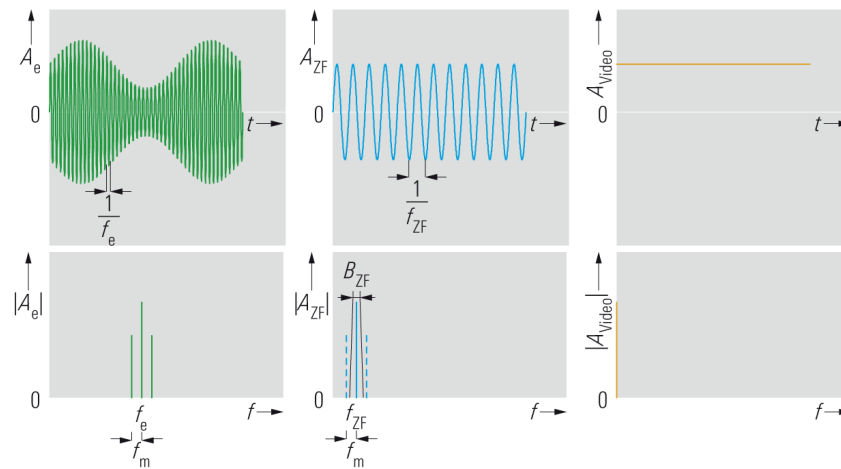 A_e
0
t
1
f_e
A_ZF
0
t
1
f_ZF
A_Video
0
t
|A_e|
0
f_e
f
f_m
B_ZF
|A_ZF|
0
f_ZF
f
f_m
|A_Video|
0
f